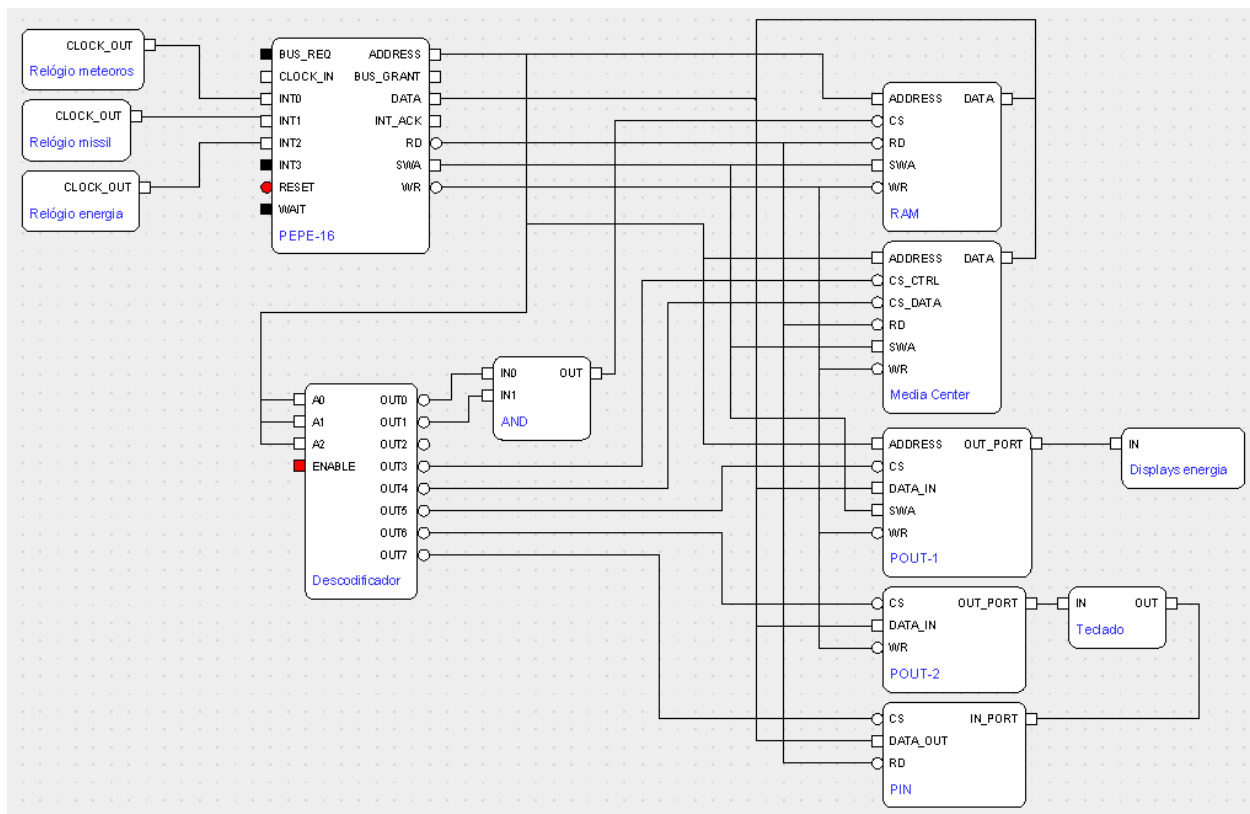 CLOCK_OUT
Relógio meteoros
CLOCK_OUT
Relógio missil
CLOCK_OUT
Relógio energia
BUS_REQ ADDRESS
CLOCK_IN BUS_GRANT
INT0 DATA
INT1 INT_ACK
INT2 RD
INT3 SWA
RESET WR
WAIT
PEPE-16
ADDRESS DATA
CS
RD
SWA
WR
RAM
ADDRESS DATA
CS_CTRL
CS_DATA
RD
SWA
WR
Media Center
A0 OUT0
A1 OUT1
A2 OUT2
ENABLE OUT3
OUT4
OUT5
OUT6
OUT7
Descodificador
IN0 OUT
IN1
AND
ADDRESS OUT_PORT
CS
DATA_IN
SWA
WR
POUT-1
IN
Displays energia
CS OUT_PORT
DATA_IN
WR
POUT-2
IN OUT
Teclado
CS IN_PORT
DATA_OUT
RD
PIN